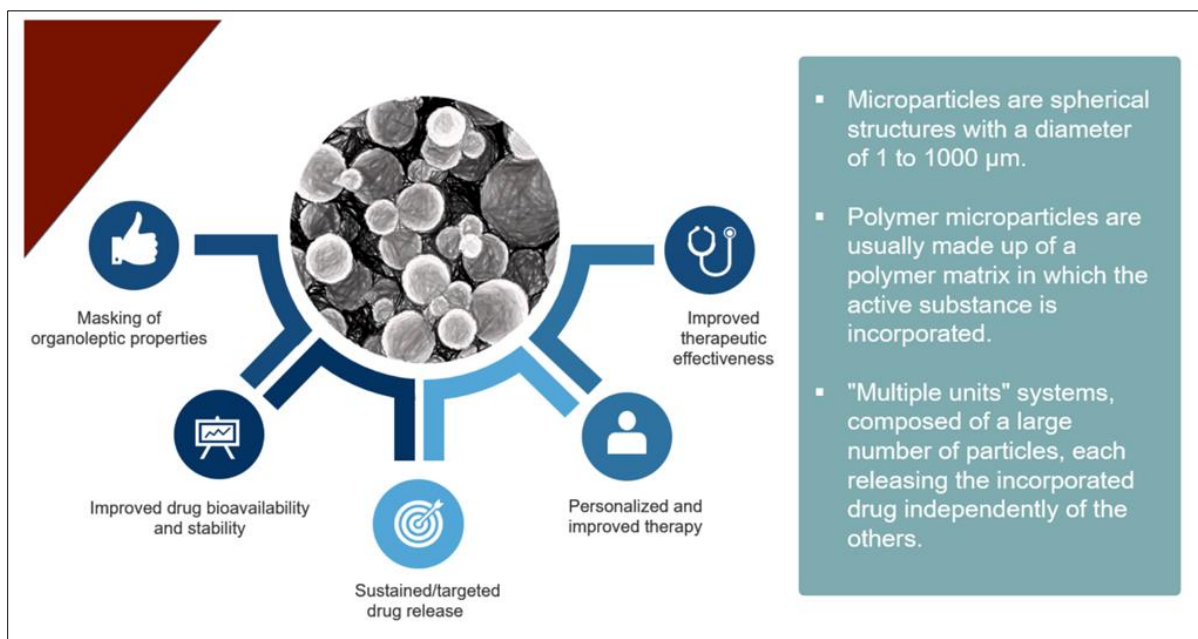 Masking of
organoleptic properties
Improved drug bioavailability
and stability
Sustained/targeted
drug release
Personalized and
improved therapy
Improved
therapeutic
effectiveness
▪ Microparticles are spherical
structures with a diameter
of 1 to 1000 µm.
▪ Polymer microparticles are
usually made up of a
polymer matrix in which the
active substance is
incorporated.
▪ "Multiple units" systems,
composed of a large
number of particles, each
releasing the incorporated
drug independently of the
others.